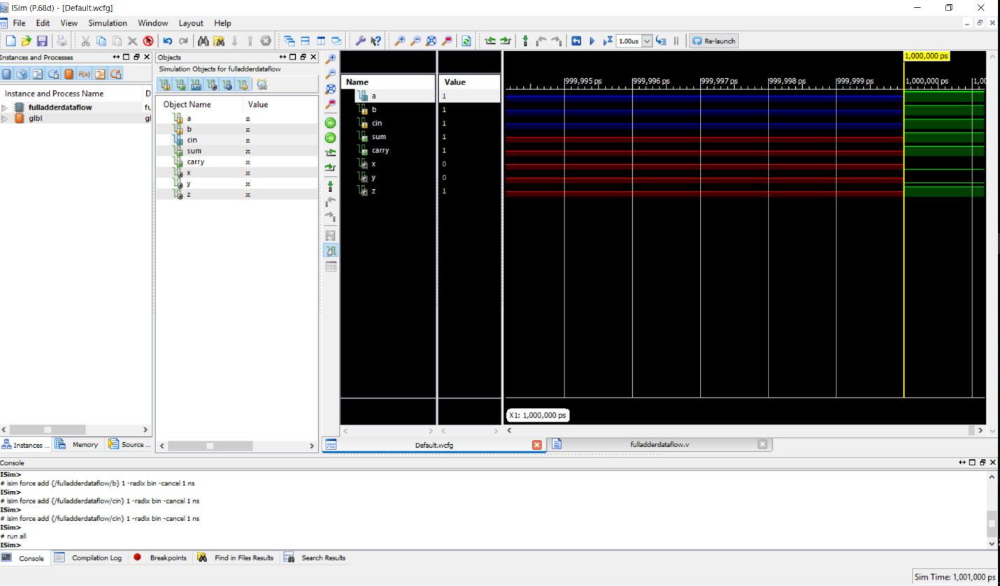 ISim (P.68d) - [Default.wcfg]
File Edit View Simulation Window Layout Help
F(x) 1.00us Re-launch
Instances and Processes
Instance and Process Name D
fulladderdataflow fu
glbl gl
Instances ... Memory Source ...
Objects
Simulation Objects for fulladderdataflow
Object Name Value
a z
b z
cin z
sum x
carry x
x x
y x
z x
Name Value
a 1
b 1
cin 1
sum 1
carry 1
x 0
y 0
z 1
1,000,000 ps
999,995 ps 999,996 ps 999,997 ps 999,998 ps 999,999 ps 1,000,000 ps 1,00
X1: 1,000,000 ps
Default.wcfg fulladderdataflow.v
Console
ISim>
# isim force add {/fulladderdataflow/b} 1 -radix bin -cancel 1 ns
ISim>
# isim force add {/fulladderdataflow/cin} 1 -radix bin -cancel 1 ns
ISim>
# isim force add {/fulladderdataflow/cin} 1 -radix bin -cancel 1 ns
ISim>
# run all
ISim>
Console Compilation Log Breakpoints Find in Files Results Search Results
Sim Time: 1,001,000 ps